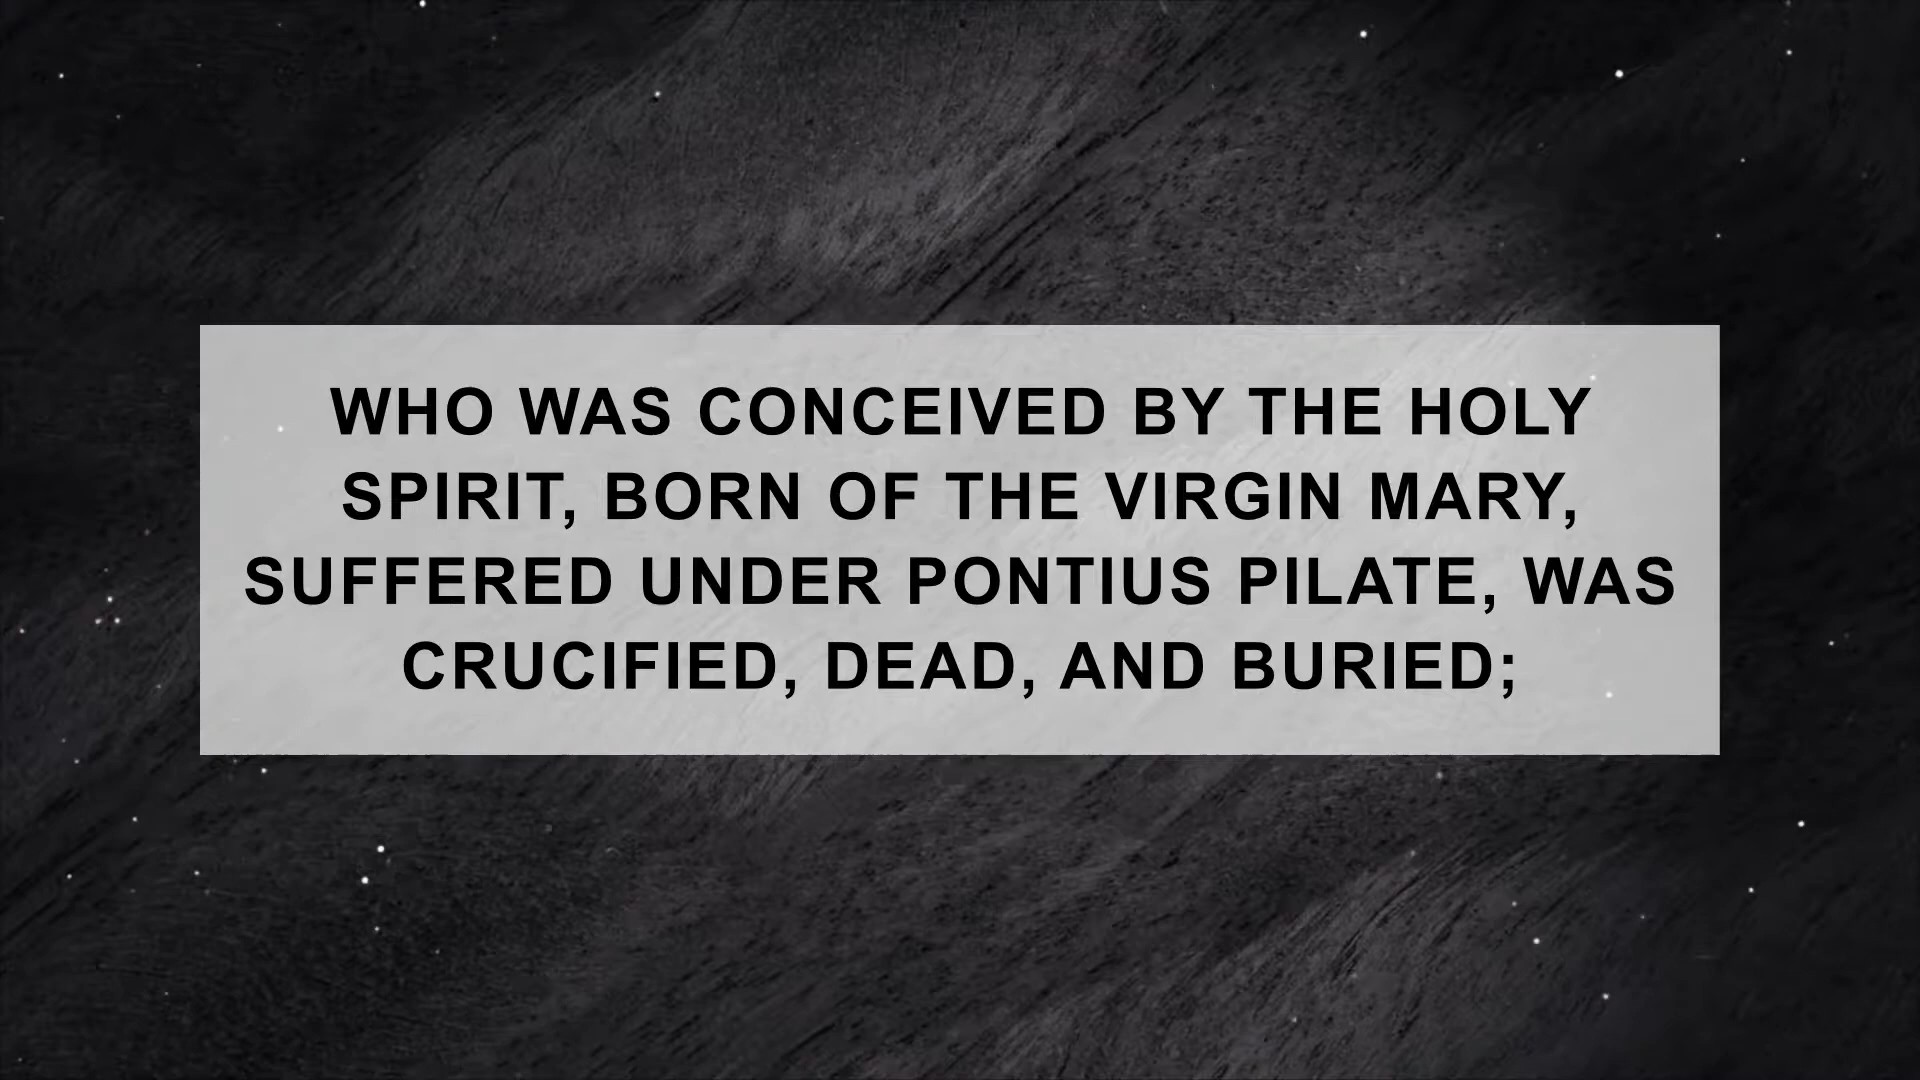 WHO WAS CONCEIVED BY THE HOLY
SPIRIT, BORN OF THE VIRGIN MARY,
SUFFERED UNDER PONTIUS PILATE, WAS
CRUCIFIED, DEAD, AND BURIED;